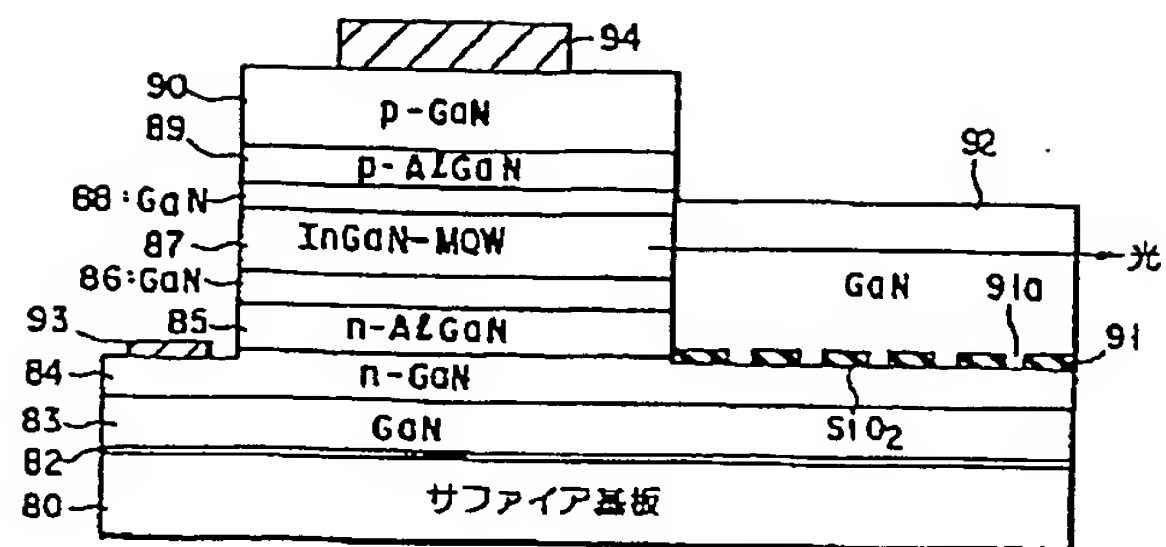 94
90
p-GaN
89
p-AlGaN
92
88:GaN
87
InGaN-MQW
光
86:GaN
GaN
91a
93
85
n-AlGaN
91
84
n-GaN
83
GaN
SiO2
82
80
サファイア基板